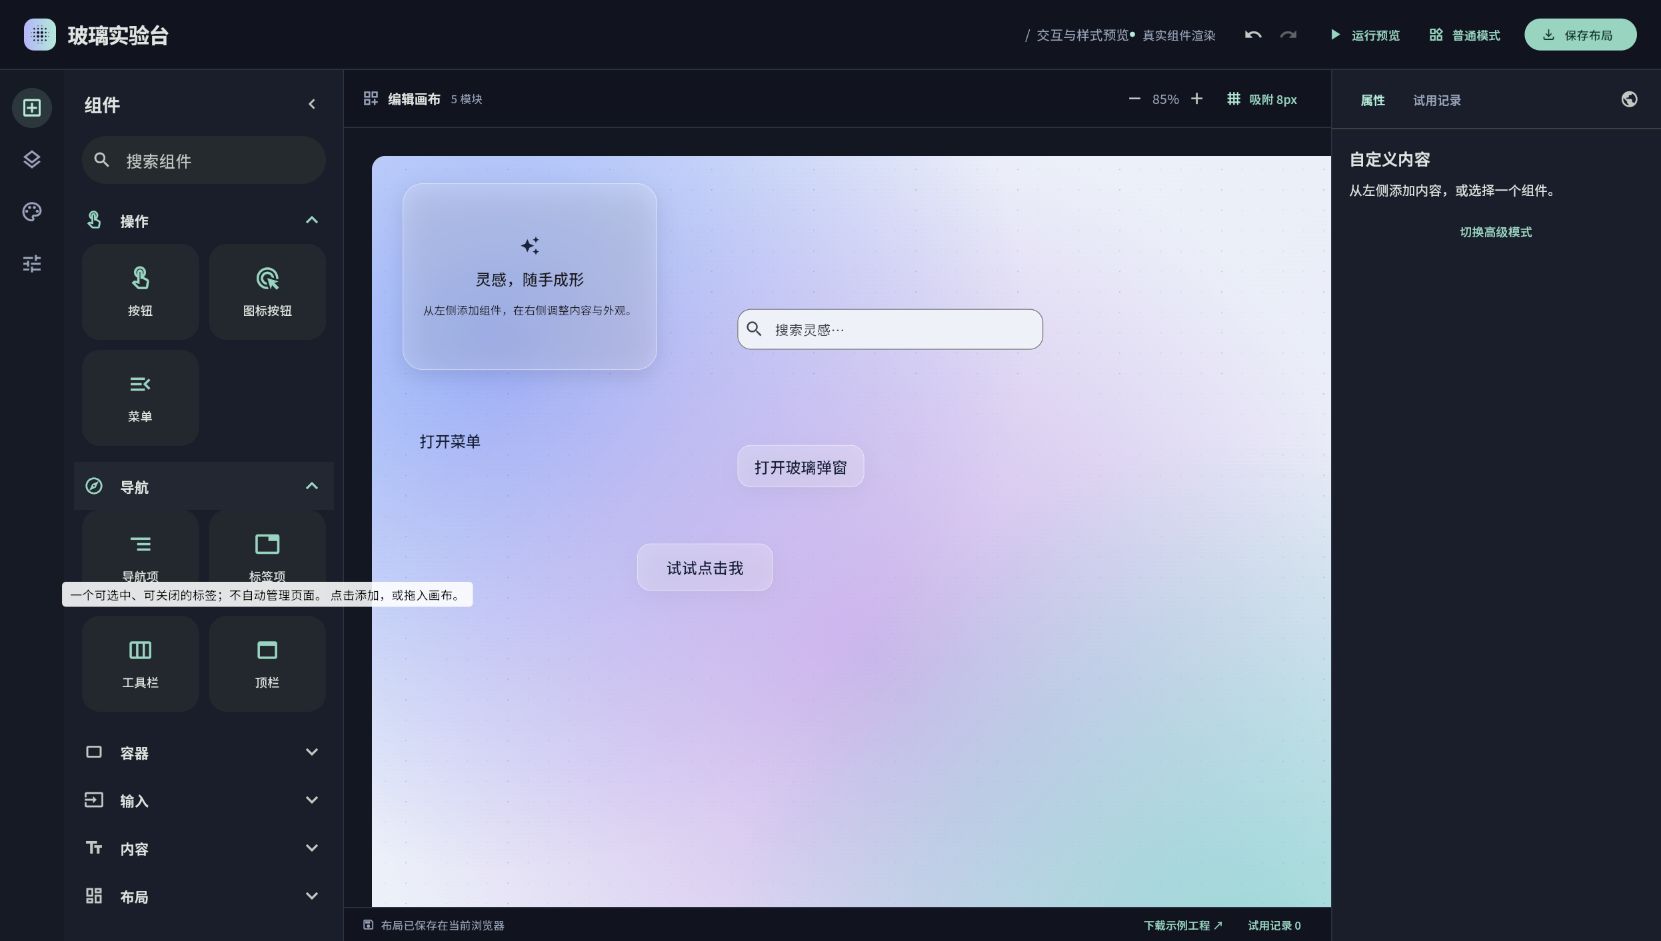 玻璃实验台
/ 交互与样式预览
真实组件渲染
运行预览
普通模式
保存布局
组件
搜索组件
操作
按钮
图标按钮
菜单
导航
导航项
标签项
一个可选中、可关闭的标签；不自动管理页面。 点击添加，或拖入画布。
工具栏
顶栏
容器
输入
内容
布局
编辑画布
5 模块
85%
吸附 8px
灵感，随手成形
从左侧添加组件，在右侧调整内容与外观。
搜索灵感…
打开菜单
打开玻璃弹窗
试试点击我
布局已保存在当前浏览器
下载示例工程 ↗
试用记录 0
属性
试用记录
自定义内容
从左侧添加内容，或选择一个组件。
切换高级模式